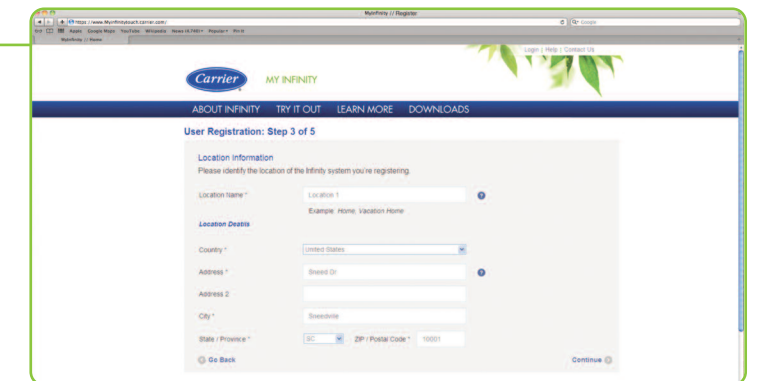 MyInfinity // Register
https://www.MyInfinitytouch.carrier.com/
Google
Apple Google Maps YouTube Wikipedia News Popular
MyInfinity // Home
Login | Help | Contact Us
Carrier MY INFINITY
ABOUT INFINITY TRY IT OUT LEARN MORE DOWNLOADS
User Registration: Step 3 of 5
Location Information
Please identify the location of the Infinity system you're registering.
Location Name * Location 1
Example: Home, Vacation Home
Location Details
Country * United States
Address * Sneed Dr
Address 2
City *
State / Province * SC ZIP / Postal Code * 10001
Go Back Continue